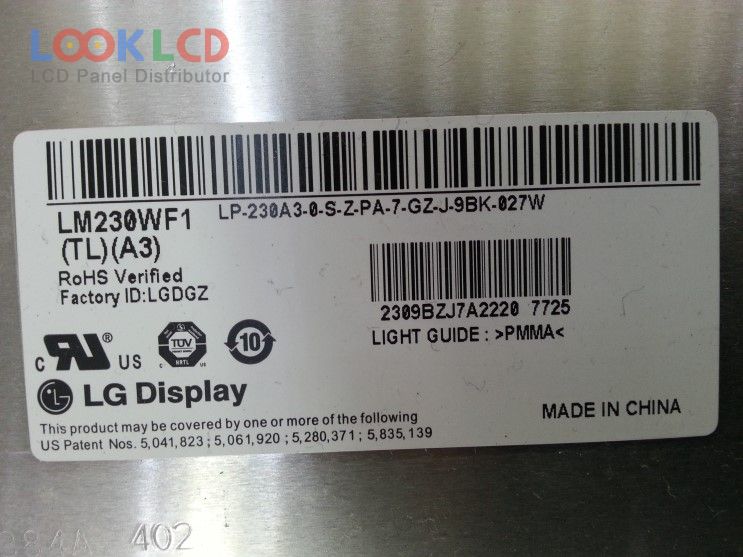 LOOKLCD
LCD Panel Distributor
LM230WF1
(TL)(A3)
LP-230A3-0-S-Z-PA-7-GZ-J-9BK-027W
RoHS Verified
Factory ID:LGDGZ
2309BZJ7A2220 7725
LIGHT GUIDE : >PMMA<
c RU® US
TÜV
NRTL
10
LG Display
MADE IN CHINA
This product may be covered by one or more of the following
US Patent Nos. 5,041,823 ; 5,061,920 ; 5,280,371 ; 5,835,139
402